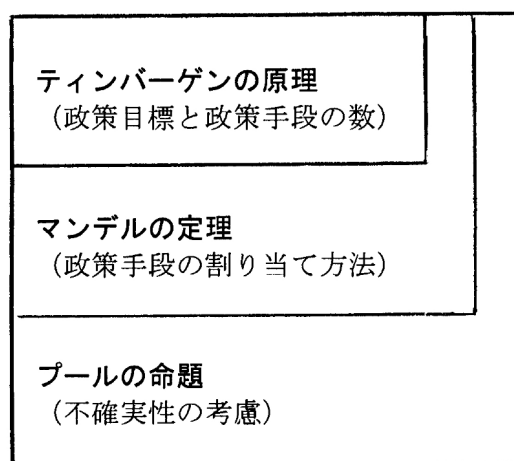 ティンバーゲンの原理
（政策目標と政策手段の数）
マンデルの定理
（政策手段の割り当て方法）
プールの命題
（不確実性の考慮）